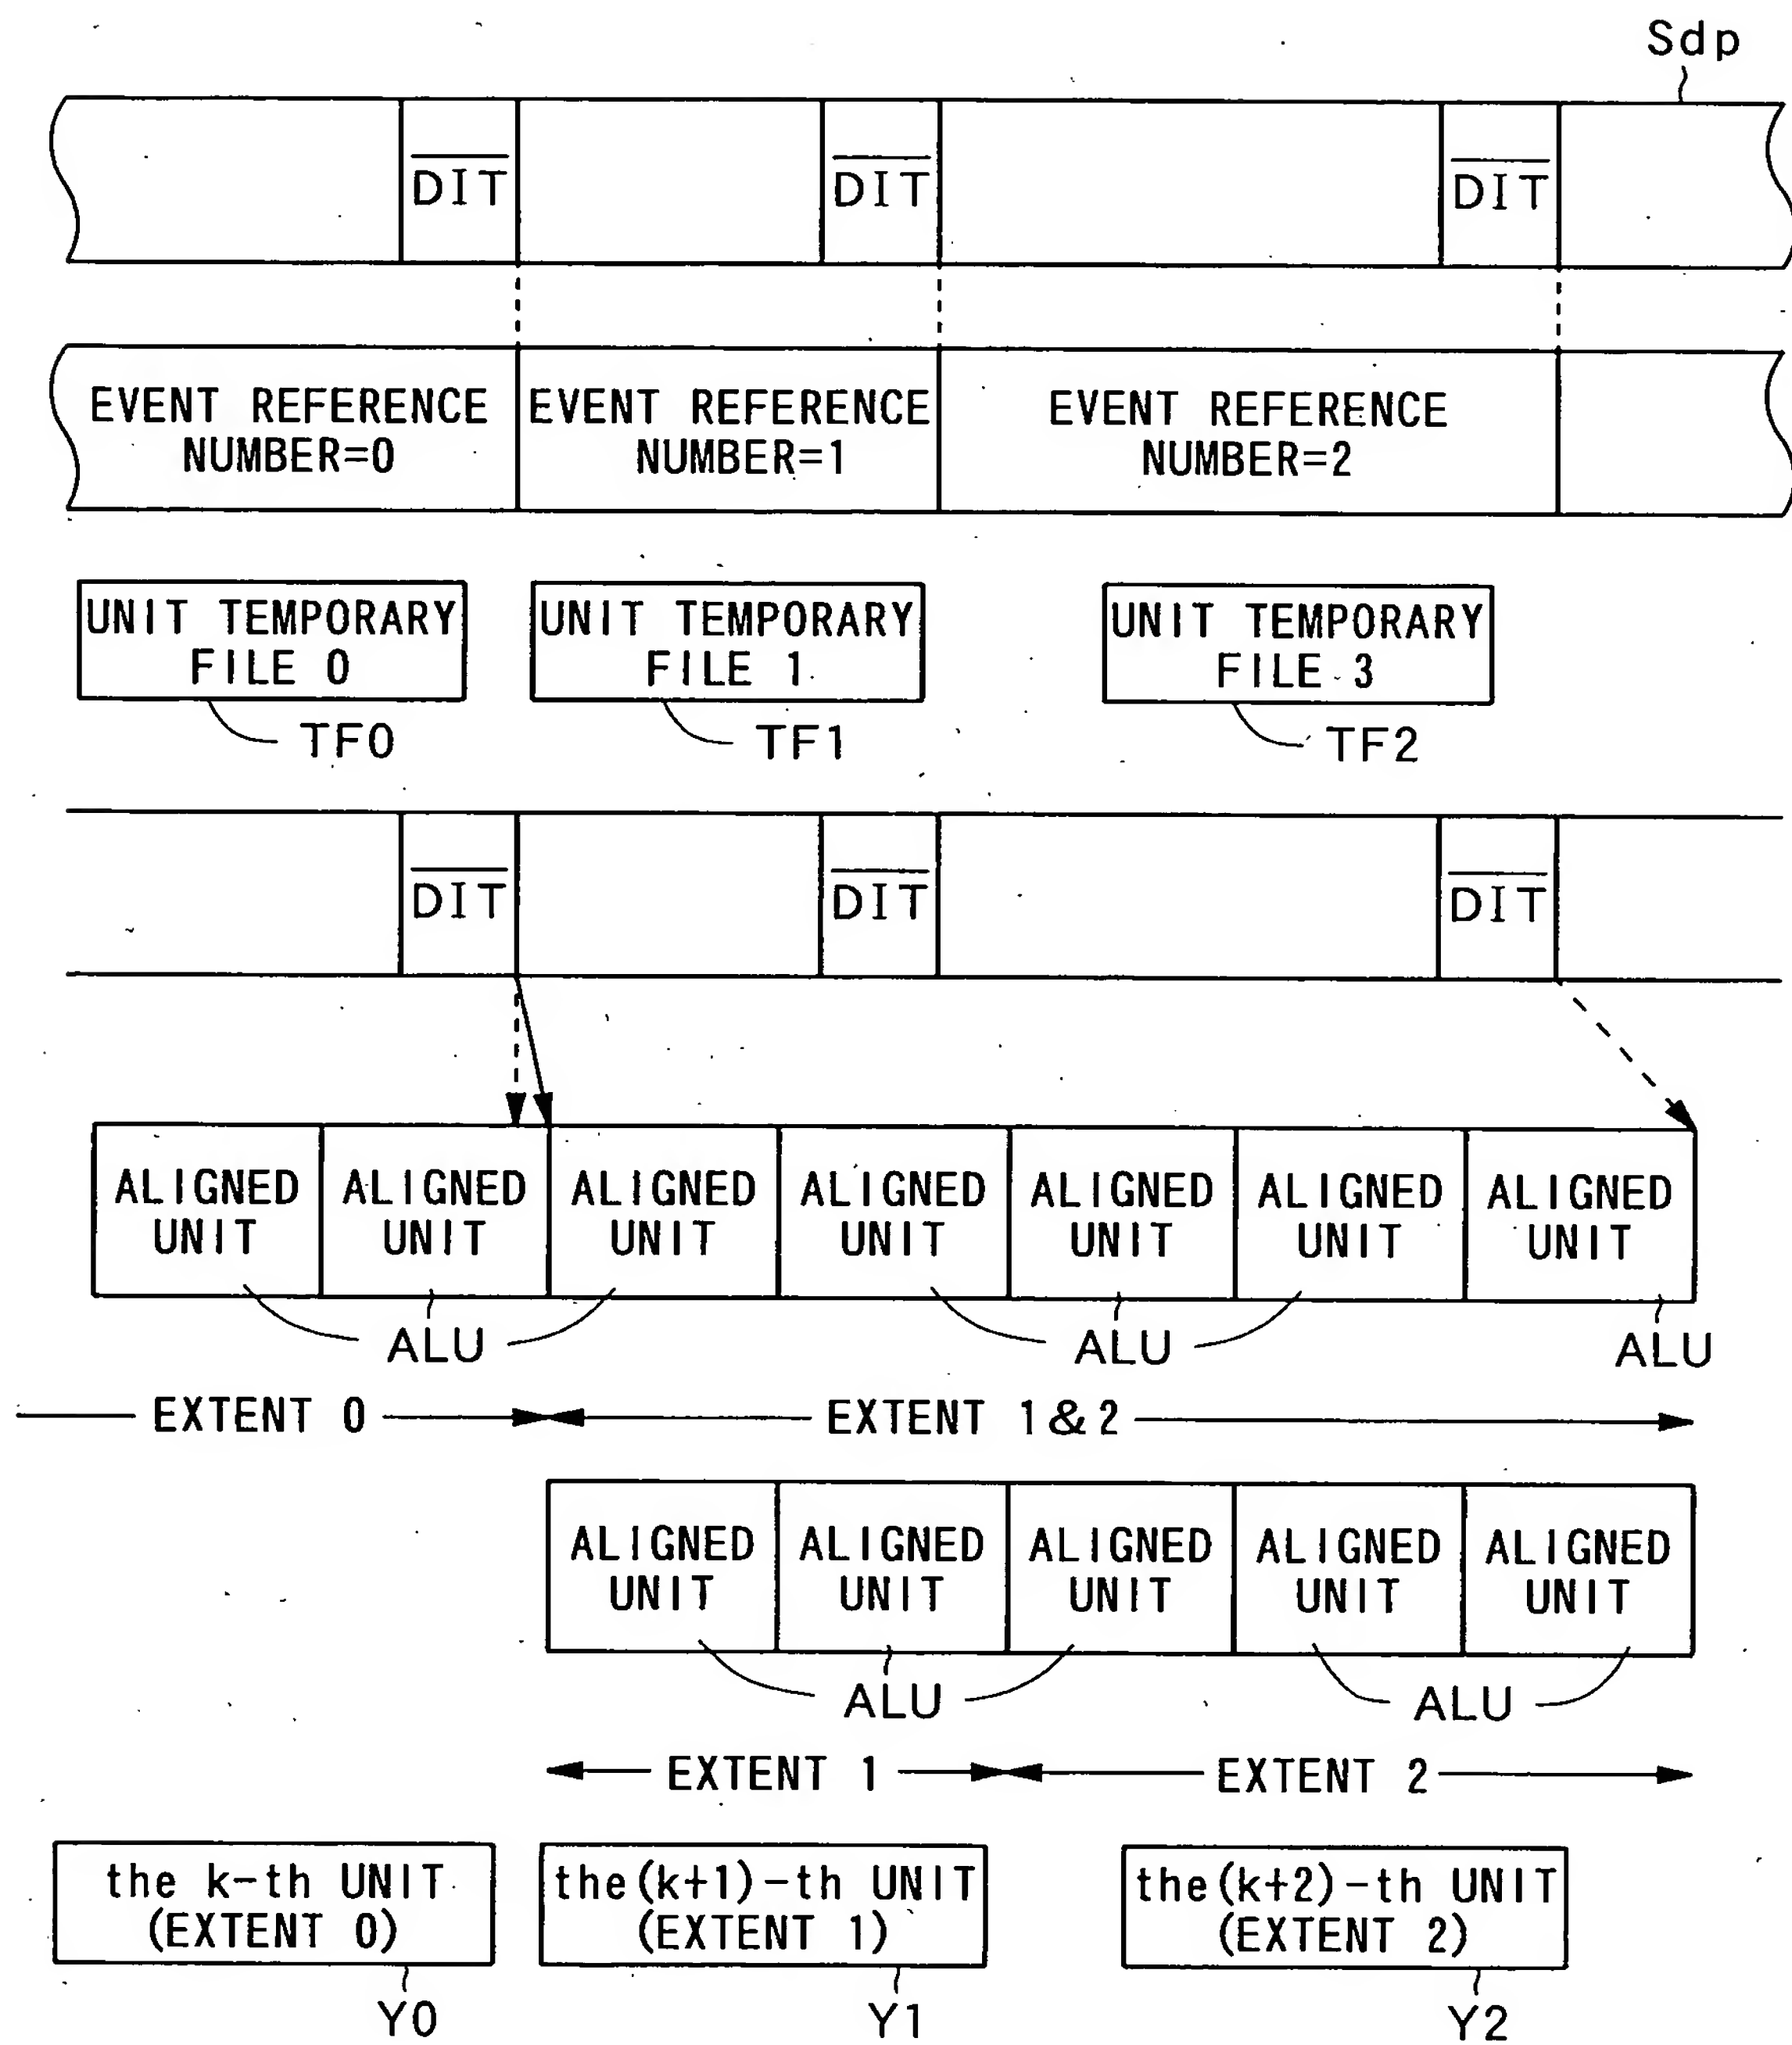 Sdp
DIT DIT DIT
EVENT REFERENCE NUMBER=0
EVENT REFERENCE NUMBER=1
EVENT REFERENCE NUMBER=2
UNIT TEMPORARY FILE 0
UNIT TEMPORARY FILE 1
UNIT TEMPORARY FILE 3
TF0 TF1 TF2
DIT DIT DIT
ALIGNED UNIT
ALIGNED UNIT
ALIGNED UNIT
ALIGNED UNIT
ALIGNED UNIT
ALIGNED UNIT
ALIGNED UNIT
ALU ALU ALU
EXTENT 0 EXTENT 1&2
ALIGNED UNIT
ALIGNED UNIT
ALIGNED UNIT
ALIGNED UNIT
ALIGNED UNIT
ALU ALU
EXTENT 1 EXTENT 2
the k-th UNIT
(EXTENT 0)
the(k+1)-th UNIT
(EXTENT 1)
the(k+2)-th UNIT
(EXTENT 2)
Y0 Y1 Y2